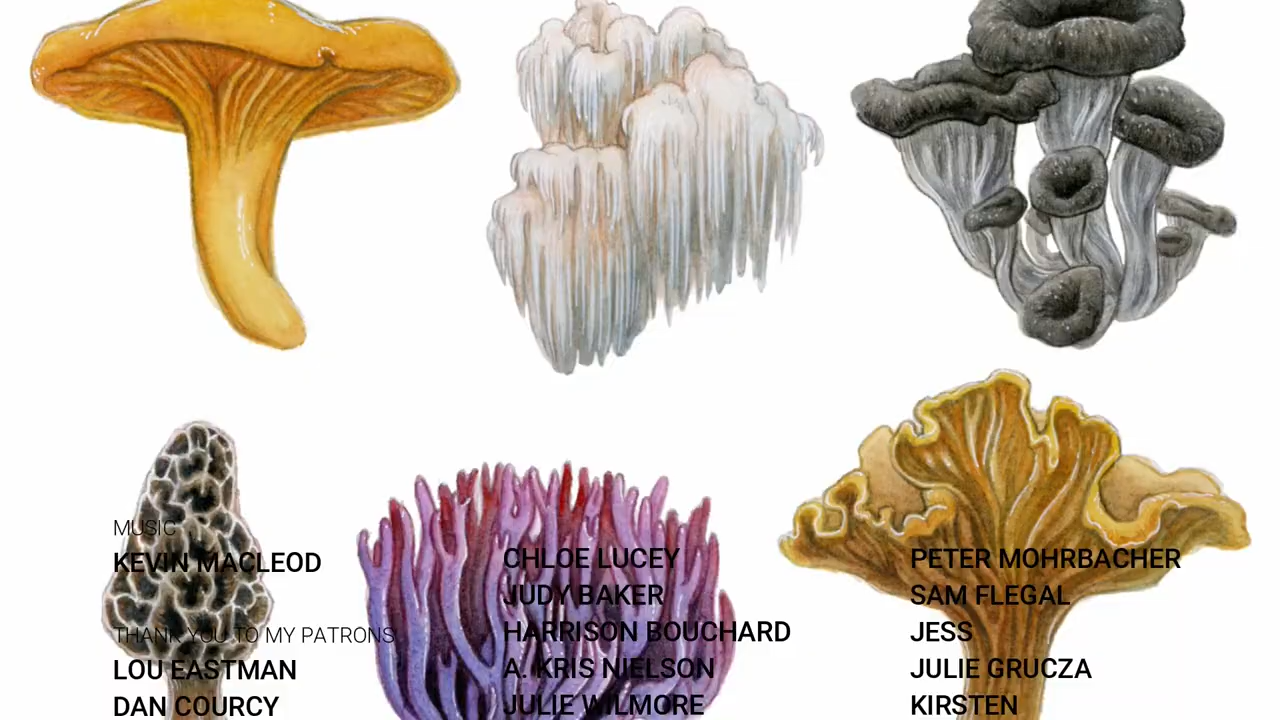 MUSIC
KEVIN MACLEOD
THANK YOU TO MY PATRONS
LOU EASTMAN
DAN COURCY
CHLOE LUCEY
JUDY BAKER
HARRISON BOUCHARD
A. KRIS NIELSON
JULIE WILMORE
PETER MOHRBACHER
SAM FLEGAL
JESS
JULIE GRUCZA
KIRSTEN